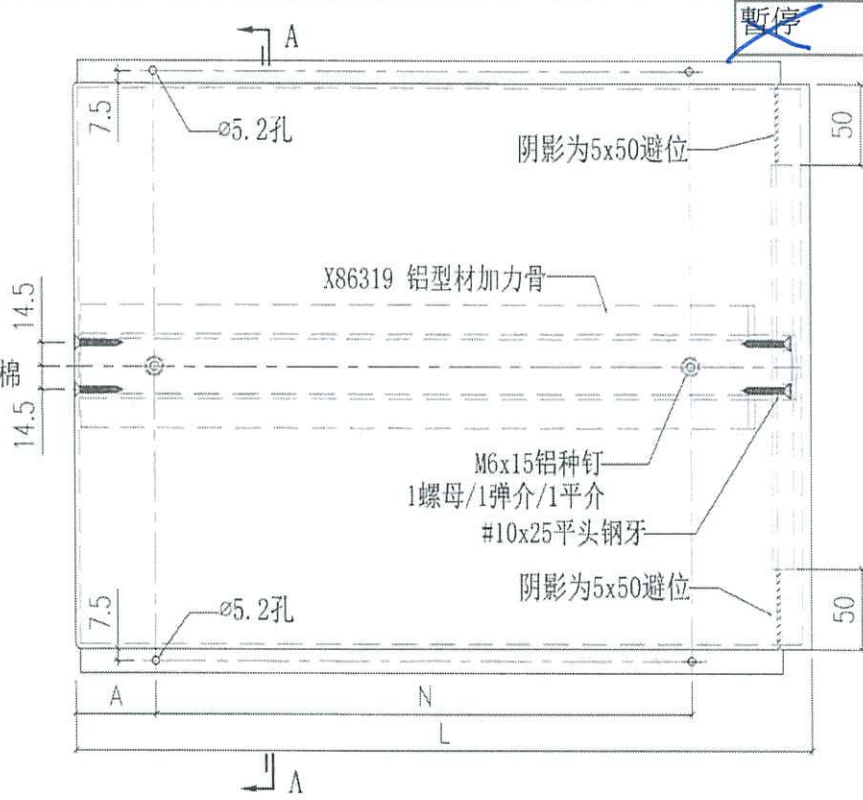 暫停
A
7.5
ø5.2孔
50
阴影为5x50避位
X86319 铝型材加力骨
14.5
棉
14.5
M6x15铝种钉
1螺母/1弹介/1平介
#10x25平头钢牙
阴影为5x50避位
7.5
ø5.2孔
50
A
N
L
A